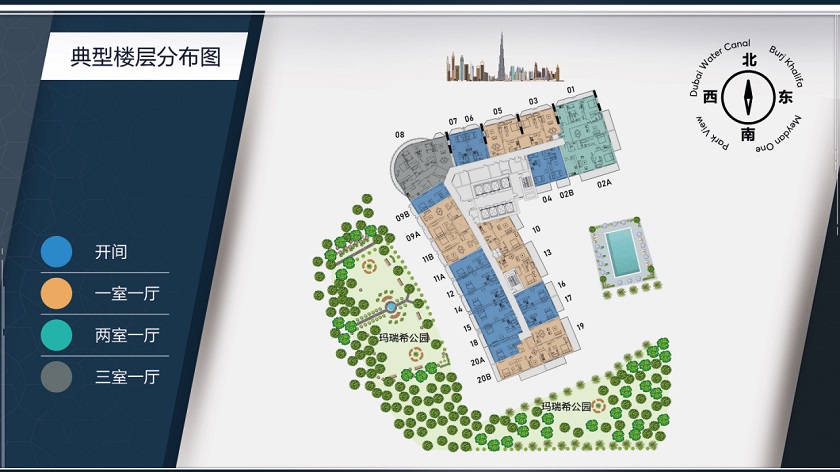 典型楼层分布图
开间
一室一厅
两室一厅
三室一厅
Dubai Water Canal
Burj Khalifa
北
西
东
南
Park View
Meydan One
01
03
05
06
07
08
02A
02B
04
09B
09A
10
11B
13
11A
16
12
17
14
15
19
18
20A
20B
玛瑞希公园
玛瑞希公园